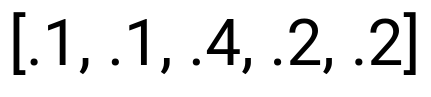 [.1, .1, .4, .2, .2]